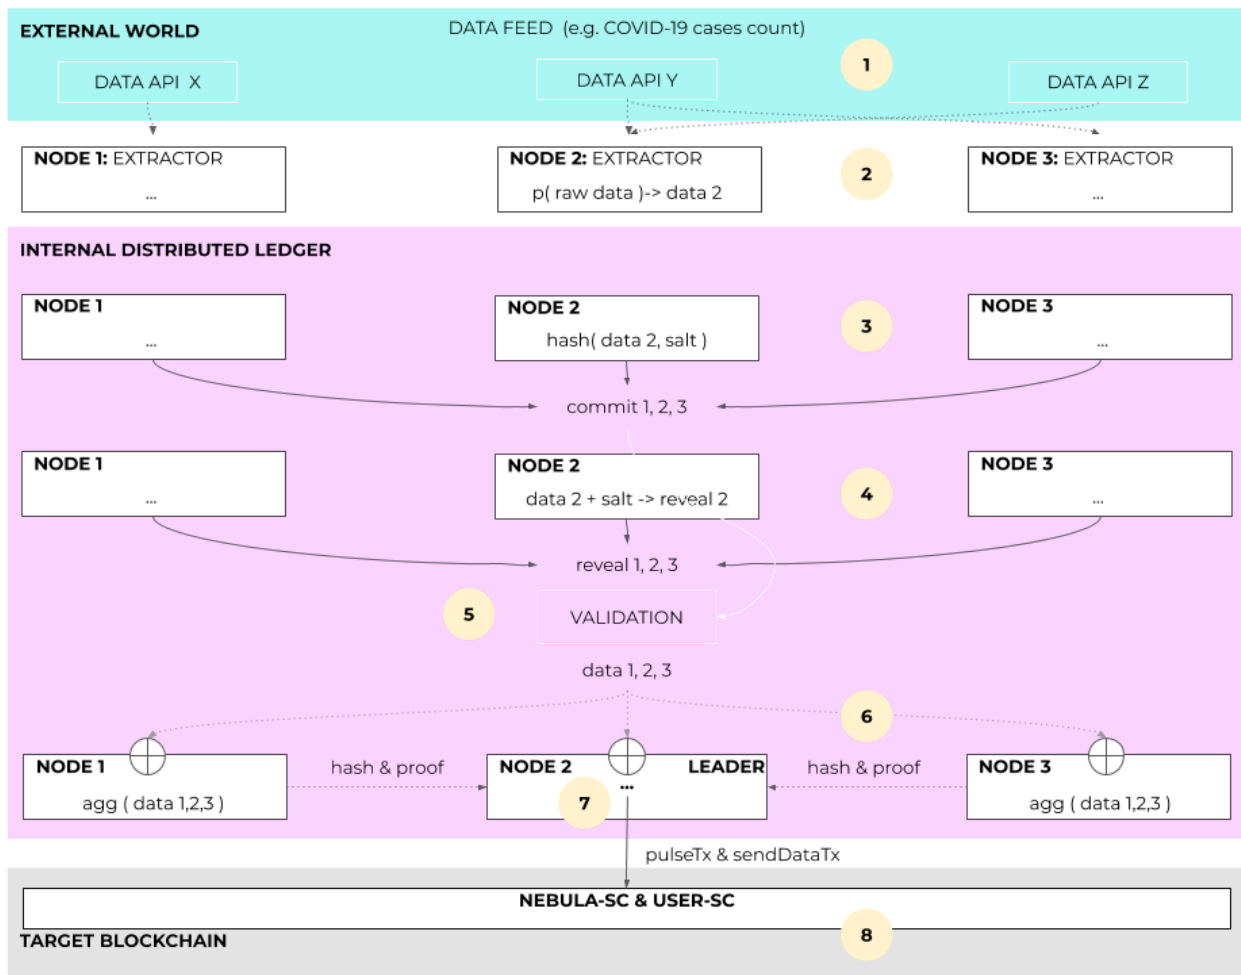 EXTERNAL WORLD
DATA FEED (e.g. COVID-19 cases count)
1
DATA API X
DATA API Y
DATA API Z
NODE 1: EXTRACTOR
...
NODE 2: EXTRACTOR
p( raw data )-> data 2
2
NODE 3: EXTRACTOR
...
INTERNAL DISTRIBUTED LEDGER
NODE 1
...
NODE 2
hash( data 2, salt )
3
NODE 3
...
commit 1, 2, 3
NODE 1
...
NODE 2
data 2 + salt -> reveal 2
4
NODE 3
...
reveal 1, 2, 3
5
VALIDATION
data 1, 2, 3
6
NODE 1
agg ( data 1,2,3 )
hash & proof
NODE 2
LEADER
...
7
hash & proof
NODE 3
agg ( data 1,2,3 )
pulseTx & sendDataTx
NEBULA-SC & USER-SC
TARGET BLOCKCHAIN
8